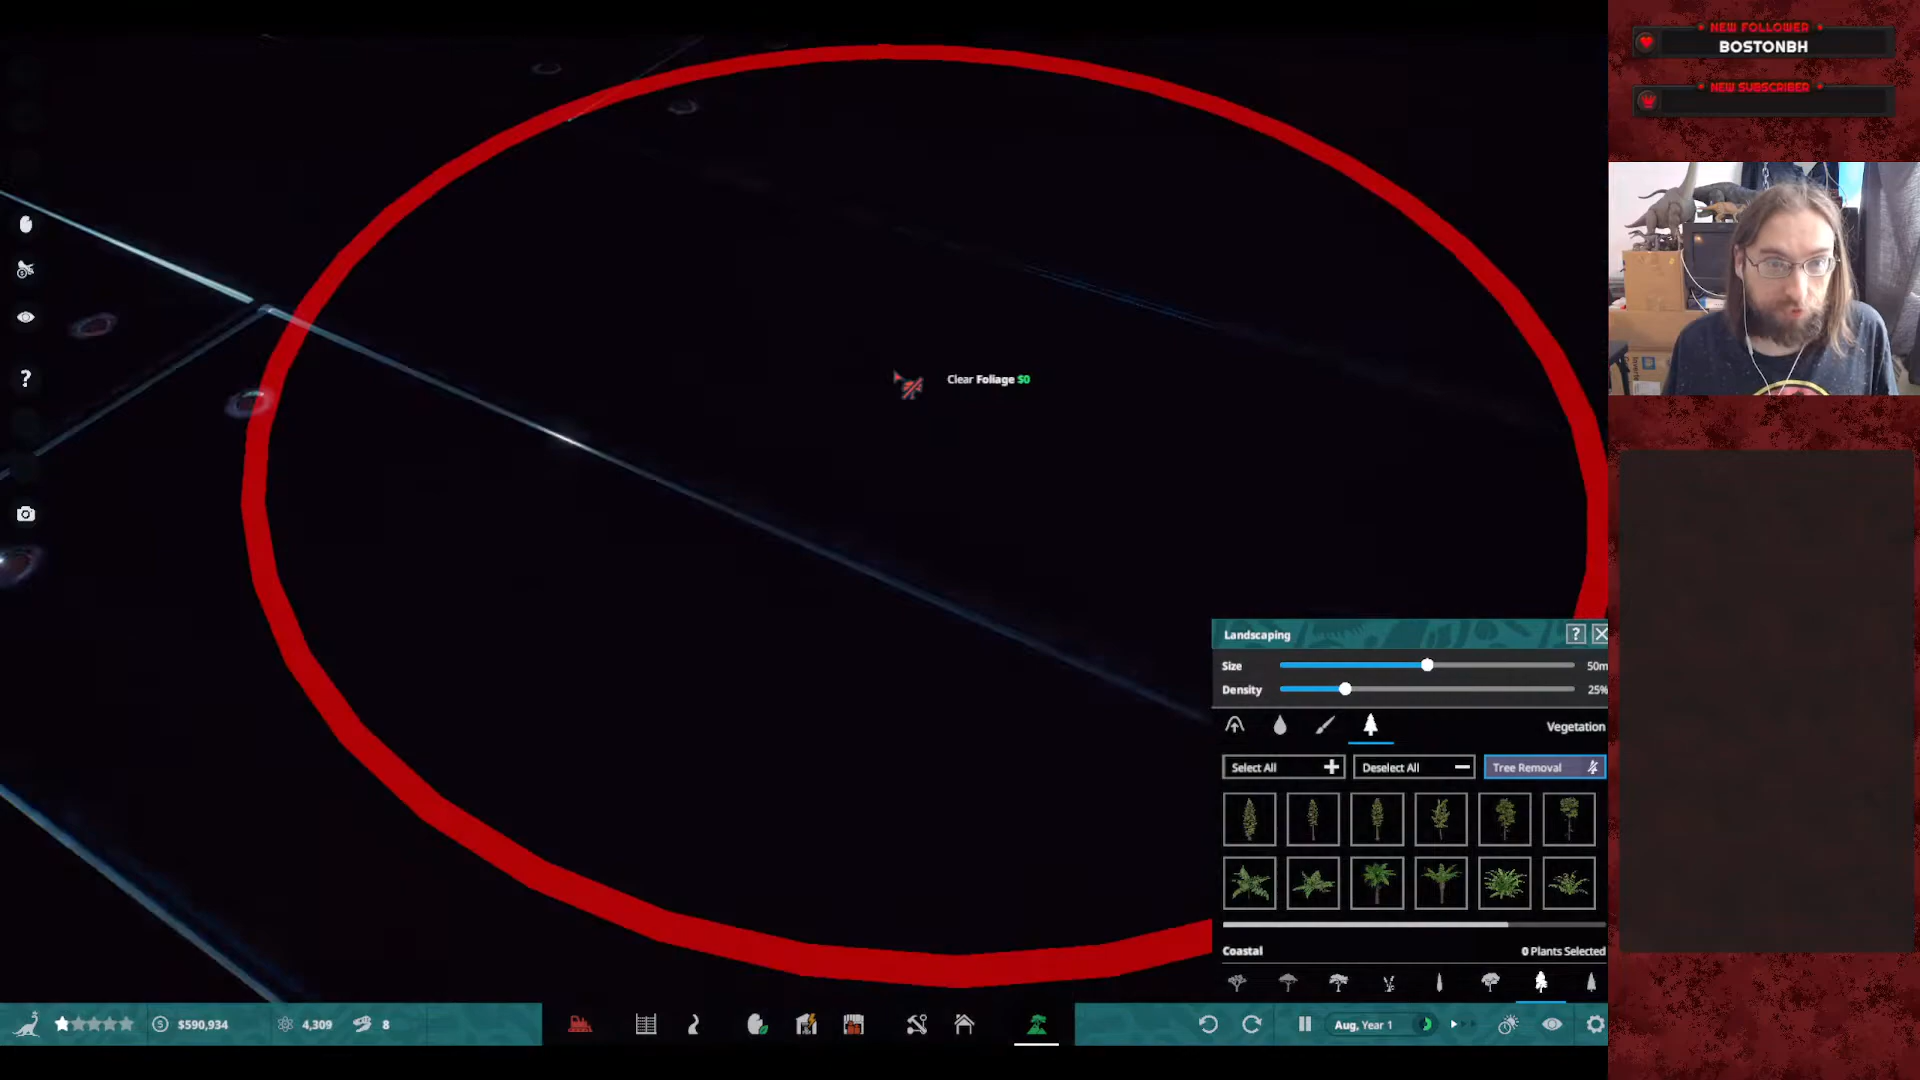 NEW FOLLOWER
BOSTONBH
NEW SUBSCRIBER
Clear Foliage $0
Landscaping
?
Size
50m
Density
25%
Vegetation
Select All
Deselect All
Tree Removal
Coastal
0 Plants Selected
$590,934
4,309
8
Aug, Year 1